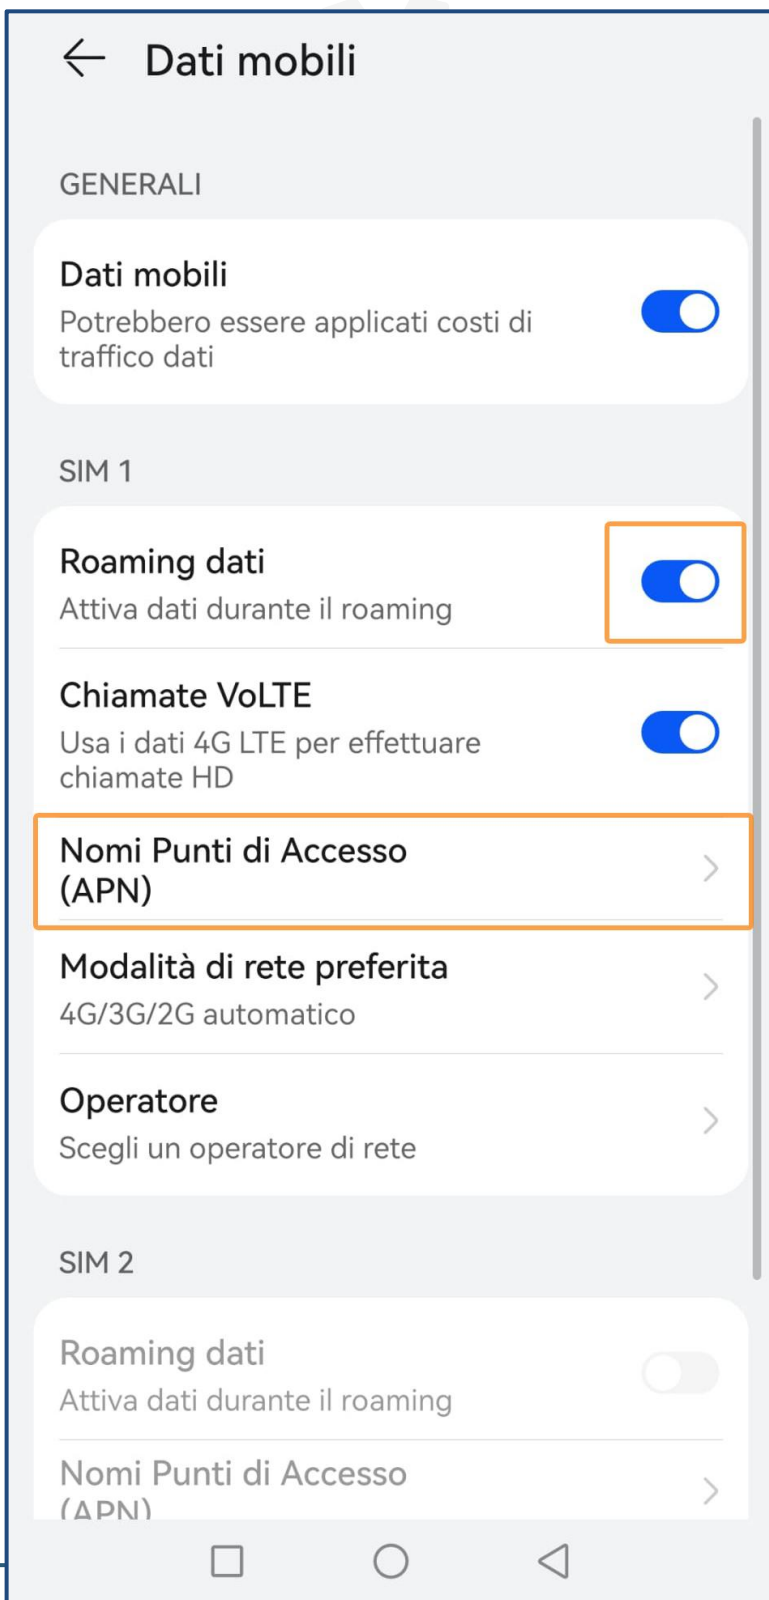 Dati mobili
GENERALI
Dati mobili
Potrebbero essere applicati costi di
traffico dati
SIM 1
Roaming dati
Attiva dati durante il roaming
Chiamate VoLTE
Usa i dati 4G LTE per effettuare
chiamate HD
Nomi Punti di Accesso
(APN)
Modalità di rete preferita
4G/3G/2G automatico
Operatore
Scegli un operatore di rete
SIM 2
Roaming dati
Attiva dati durante il roaming
Nomi Punti di Accesso
(APN)